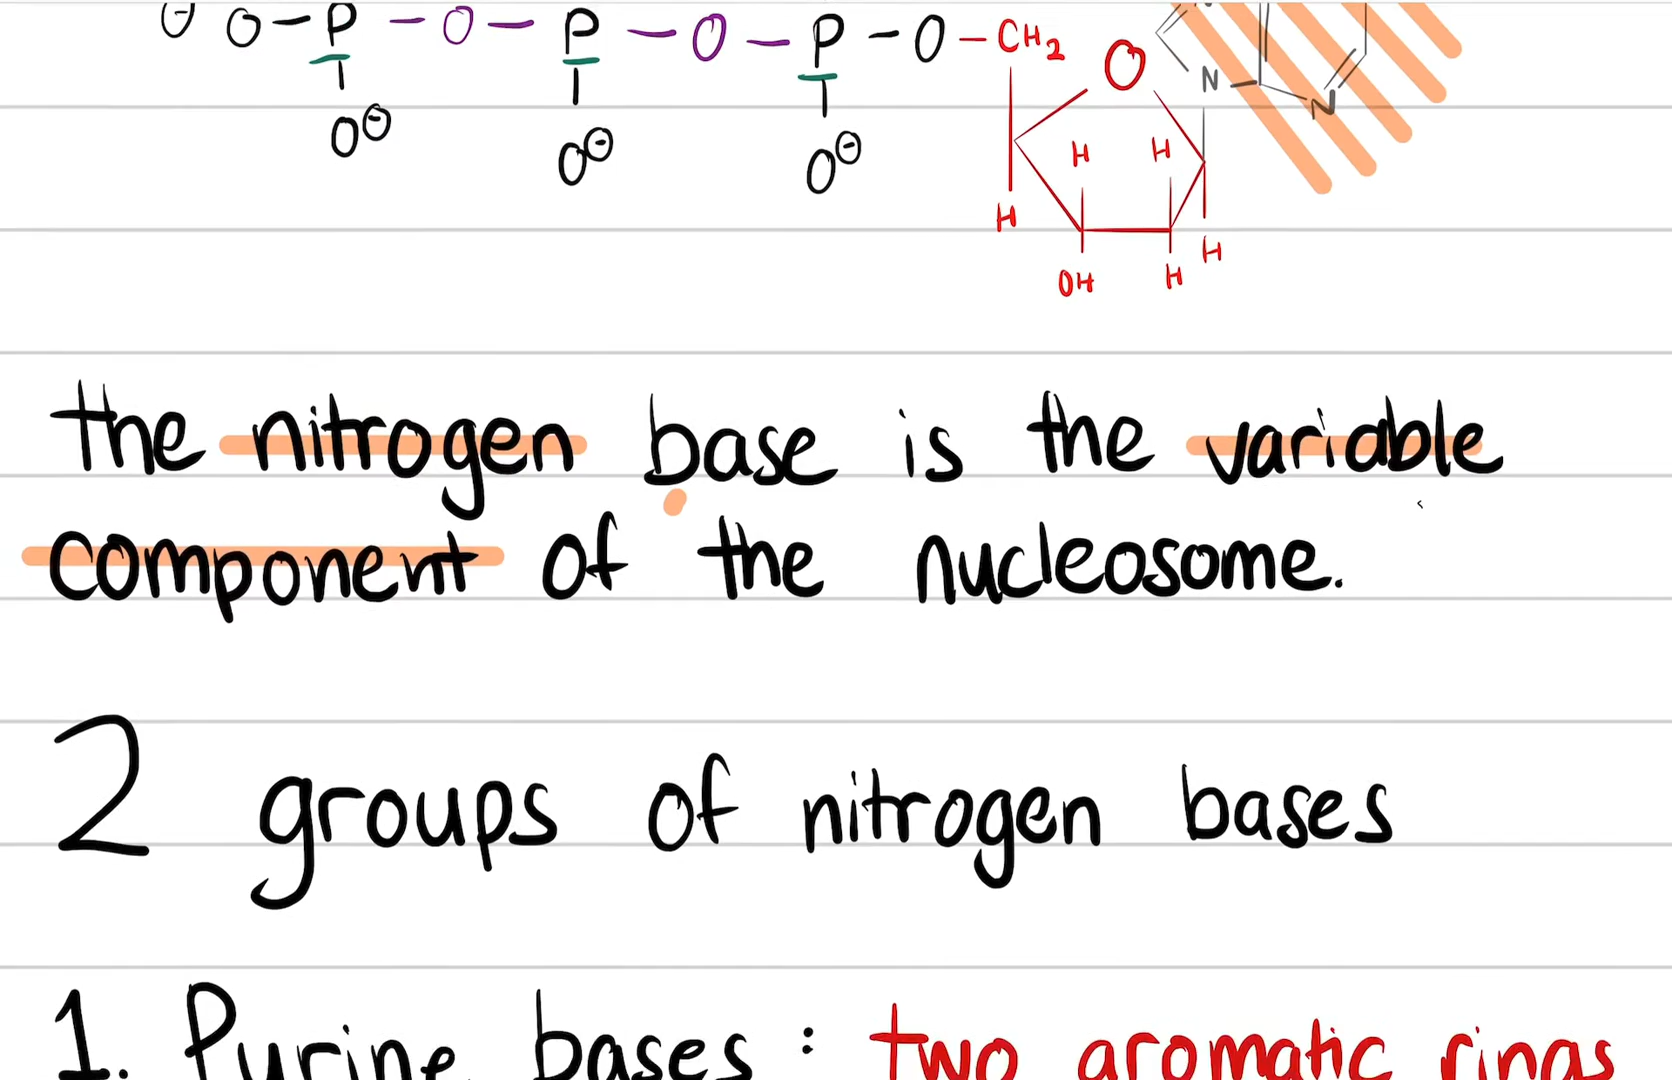 ⊖ O-P-O-P-O-P-O-CH2
O
N
N
O⊖ O⊖ O⊖
H H
H
H
OH H
the nitrogen base is the variable
component of the nucleosome.
2 groups of nitrogen bases
1. Purine bases : two aromatic rings